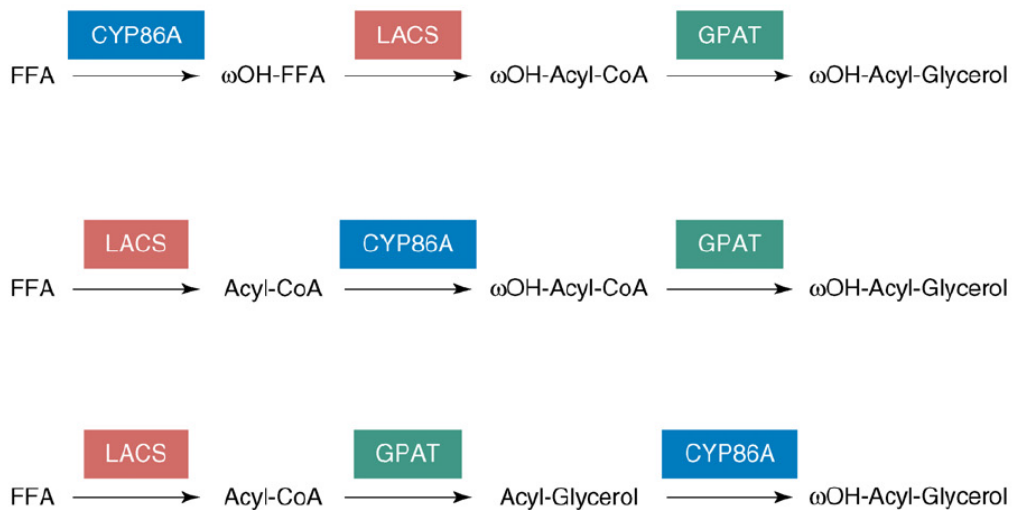 CYP86A LACS GPAT
FFA ωOH-FFA ωOH-Acyl-CoA ωOH-Acyl-Glycerol
LACS CYP86A GPAT
FFA Acyl-CoA ωOH-Acyl-CoA ωOH-Acyl-Glycerol
LACS GPAT CYP86A
FFA Acyl-CoA Acyl-Glycerol ωOH-Acyl-Glycerol